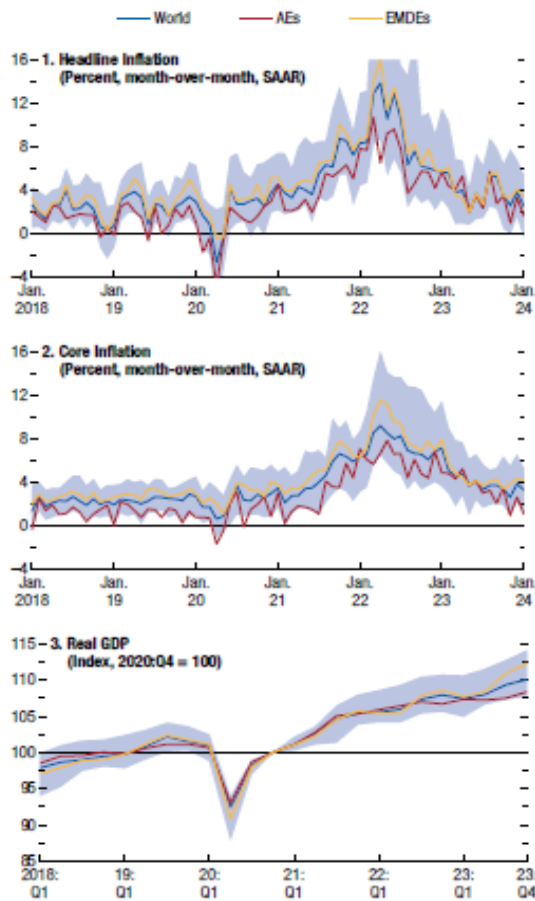 World AEs EMDEs
1. Headline Inflation
(Percent, month-over-month, SAAR)
16
12
8
4
0
–4
Jan. Jan. Jan. Jan. Jan. Jan. Jan.
2018 19 20 21 22 23 24
2. Core Inflation
(Percent, month-over-month, SAAR)
16
12
8
4
0
–4
Jan. Jan. Jan. Jan. Jan. Jan. Jan.
2018 19 20 21 22 23 24
3. Real GDP
(Index, 2020:Q4 = 100)
115
110
105
100
95
90
85
2018: 19: 20: 21: 22: 23: 23:
Q1 Q1 Q1 Q1 Q1 Q1 Q4